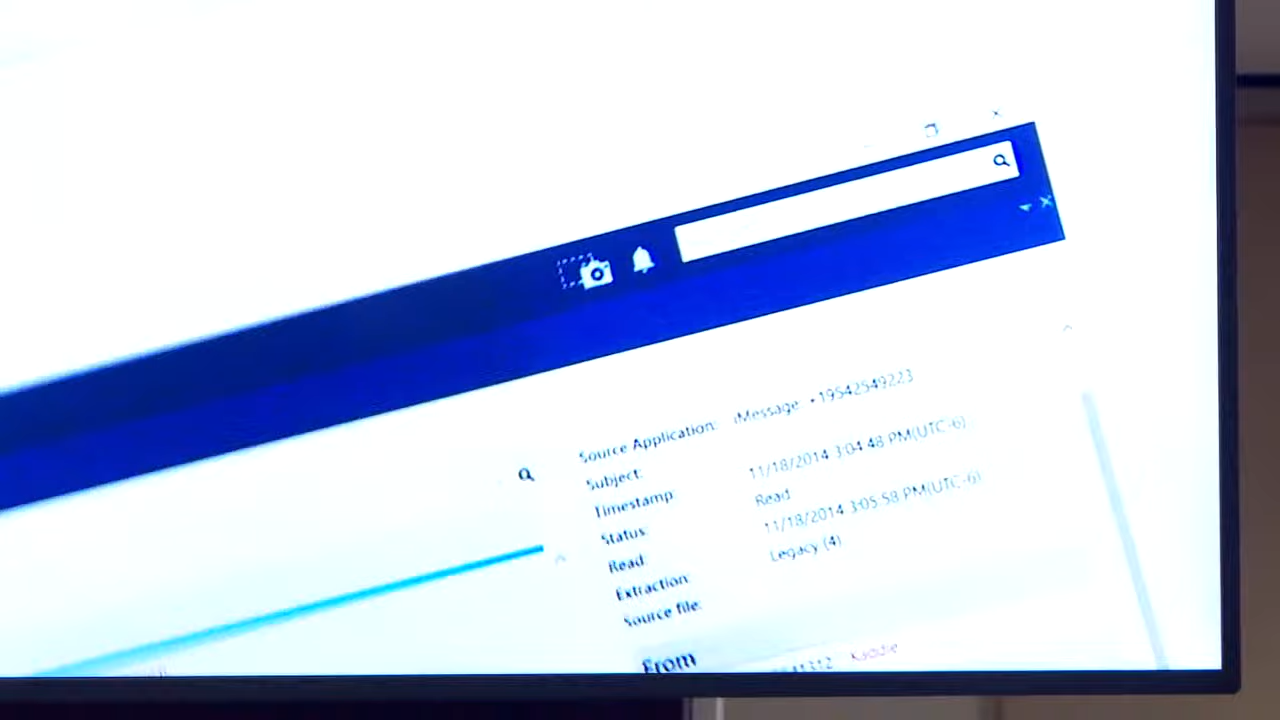 Source Application: iMessage: +19542549223
Subject:
Timestamp: 11/18/2014 3:04:48 PM(UTC-6)
Status: Read
Read: 11/18/2014 3:05:58 PM(UTC-6)
Extraction: Legacy (4)
Source file:
From
41312